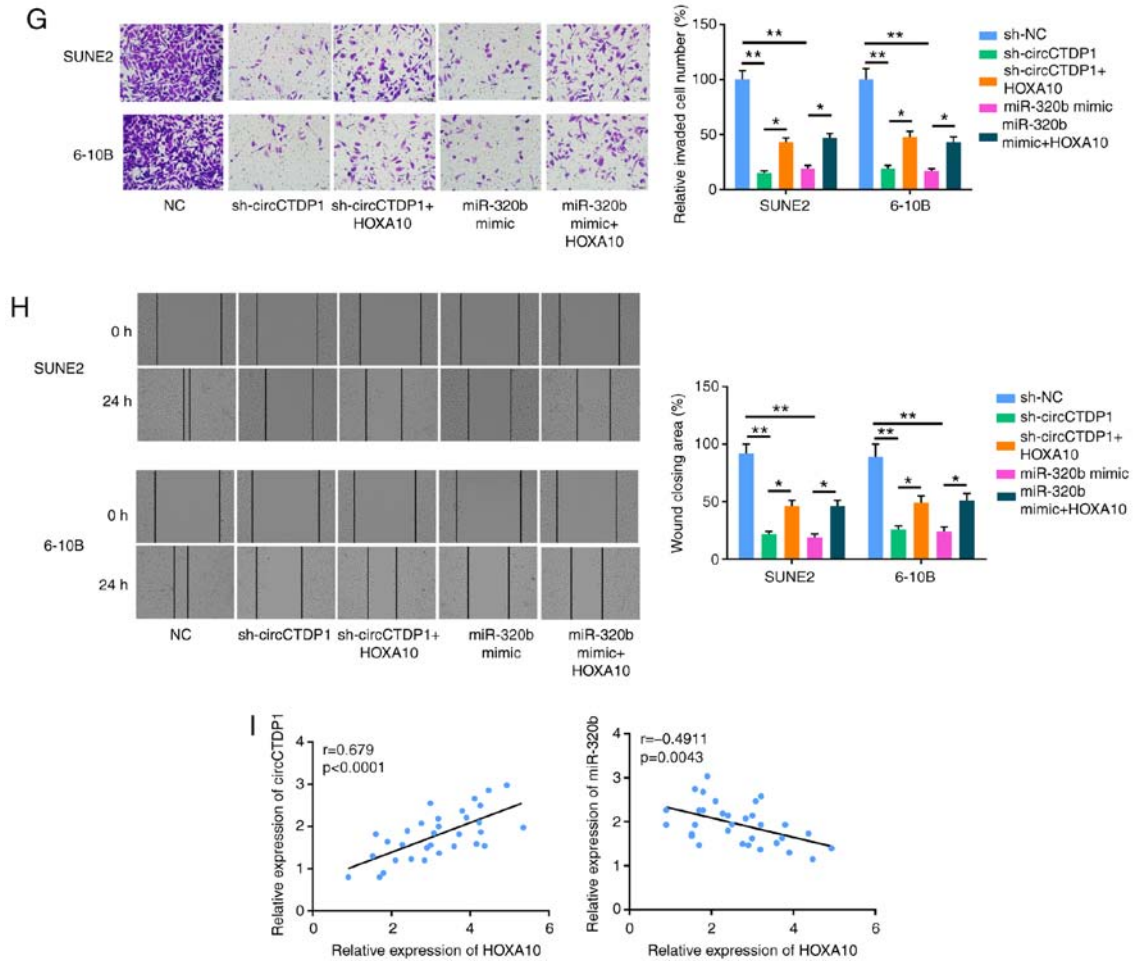 G
SUNE2
6-10B
NC
sh-circCTDP1
sh-circCTDP1+
HOXA10
miR-320b
mimic
miR-320b
mimic+
HOXA10
Relative invaded cell number (%)
150
100
50
0
** ** * *
** ** * *
SUNE2
6-10B
sh-NC
sh-circCTDP1
sh-circCTDP1+
HOXA10
miR-320b mimic
miR-320b
mimic+HOXA10
H
SUNE2
0 h
24 h
6-10B
0 h
24 h
NC
sh-circCTDP1
sh-circCTDP1+
HOXA10
miR-320b
mimic
miR-320b
mimic+
HOXA10
Wound closing area (%)
150
100
50
0
** ** * *
** ** * *
SUNE2
6-10B
sh-NC
sh-circCTDP1
sh-circCTDP1+
HOXA10
miR-320b mimic
miR-320b
mimic+HOXA10
I
Relative expression of circCTDP1
r=0.679
p<0.0001
4
3
2
1
0
0 2 4 6
Relative expression of HOXA10
Relative expression of miR-320b
r=−0.4911
p=0.0043
4
3
2
1
0
0 2 4 6
Relative expression of HOXA10